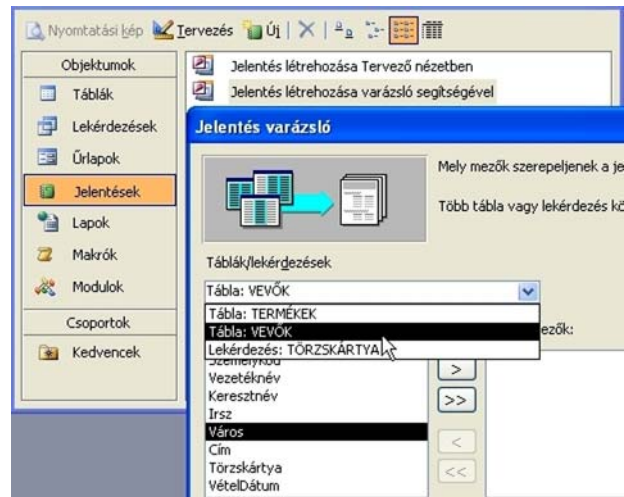 Nyomtatási kép Tervezés Új
Objektumok
Táblák
Lekérdezések
Űrlapok
Jelentések
Lapok
Makrók
Modulok
Csoportok
Kedvencek
Jelentés létrehozása Tervező nézetben
Jelentés létrehozása varázsló segítségével
Jelentés varázsló
Mely mezők szerepeljenek a je
Több tábla vagy lekérdezés kö
Táblák/lekérdezések
Tábla: VEVŐK
Tábla: TERMÉKEK
Tábla: VEVŐK
Lekérdezés: TÖRZSKÁRTYA
ezők:
Személykód
Vezetéknév
Keresztnév
Irsz
Város
Cím
Törzskártya
VételDátum
>
>>
<
<<